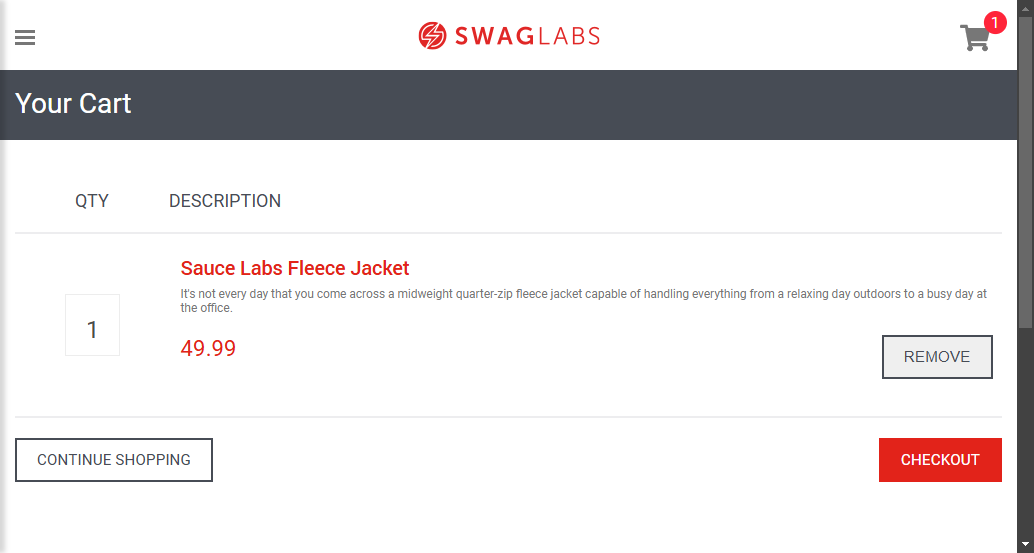 SWAGLABS
1
Your Cart
QTY
DESCRIPTION
Sauce Labs Fleece Jacket
It's not every day that you come across a midweight quarter-zip fleece jacket capable of handling everything from a relaxing day outdoors to a busy day at
the office.
1
49.99
REMOVE
CONTINUE SHOPPING
CHECKOUT